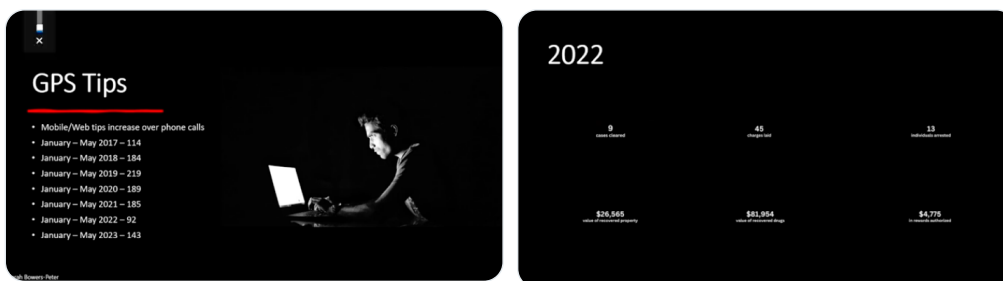 GPS Tips
• Mobile/Web tips increase over phone calls
• January – May 2017 – 114
• January – May 2018 – 184
• January – May 2019 – 219
• January – May 2020 – 189
• January – May 2021 – 185
• January – May 2022 – 92
• January – May 2023 – 143
Bowers-Peter
2022
9
cases cleared
45
charges laid
13
individuals arrested
$26,565
value of recovered property
$81,954
value of recovered drugs
$4,775
in rewards authorized